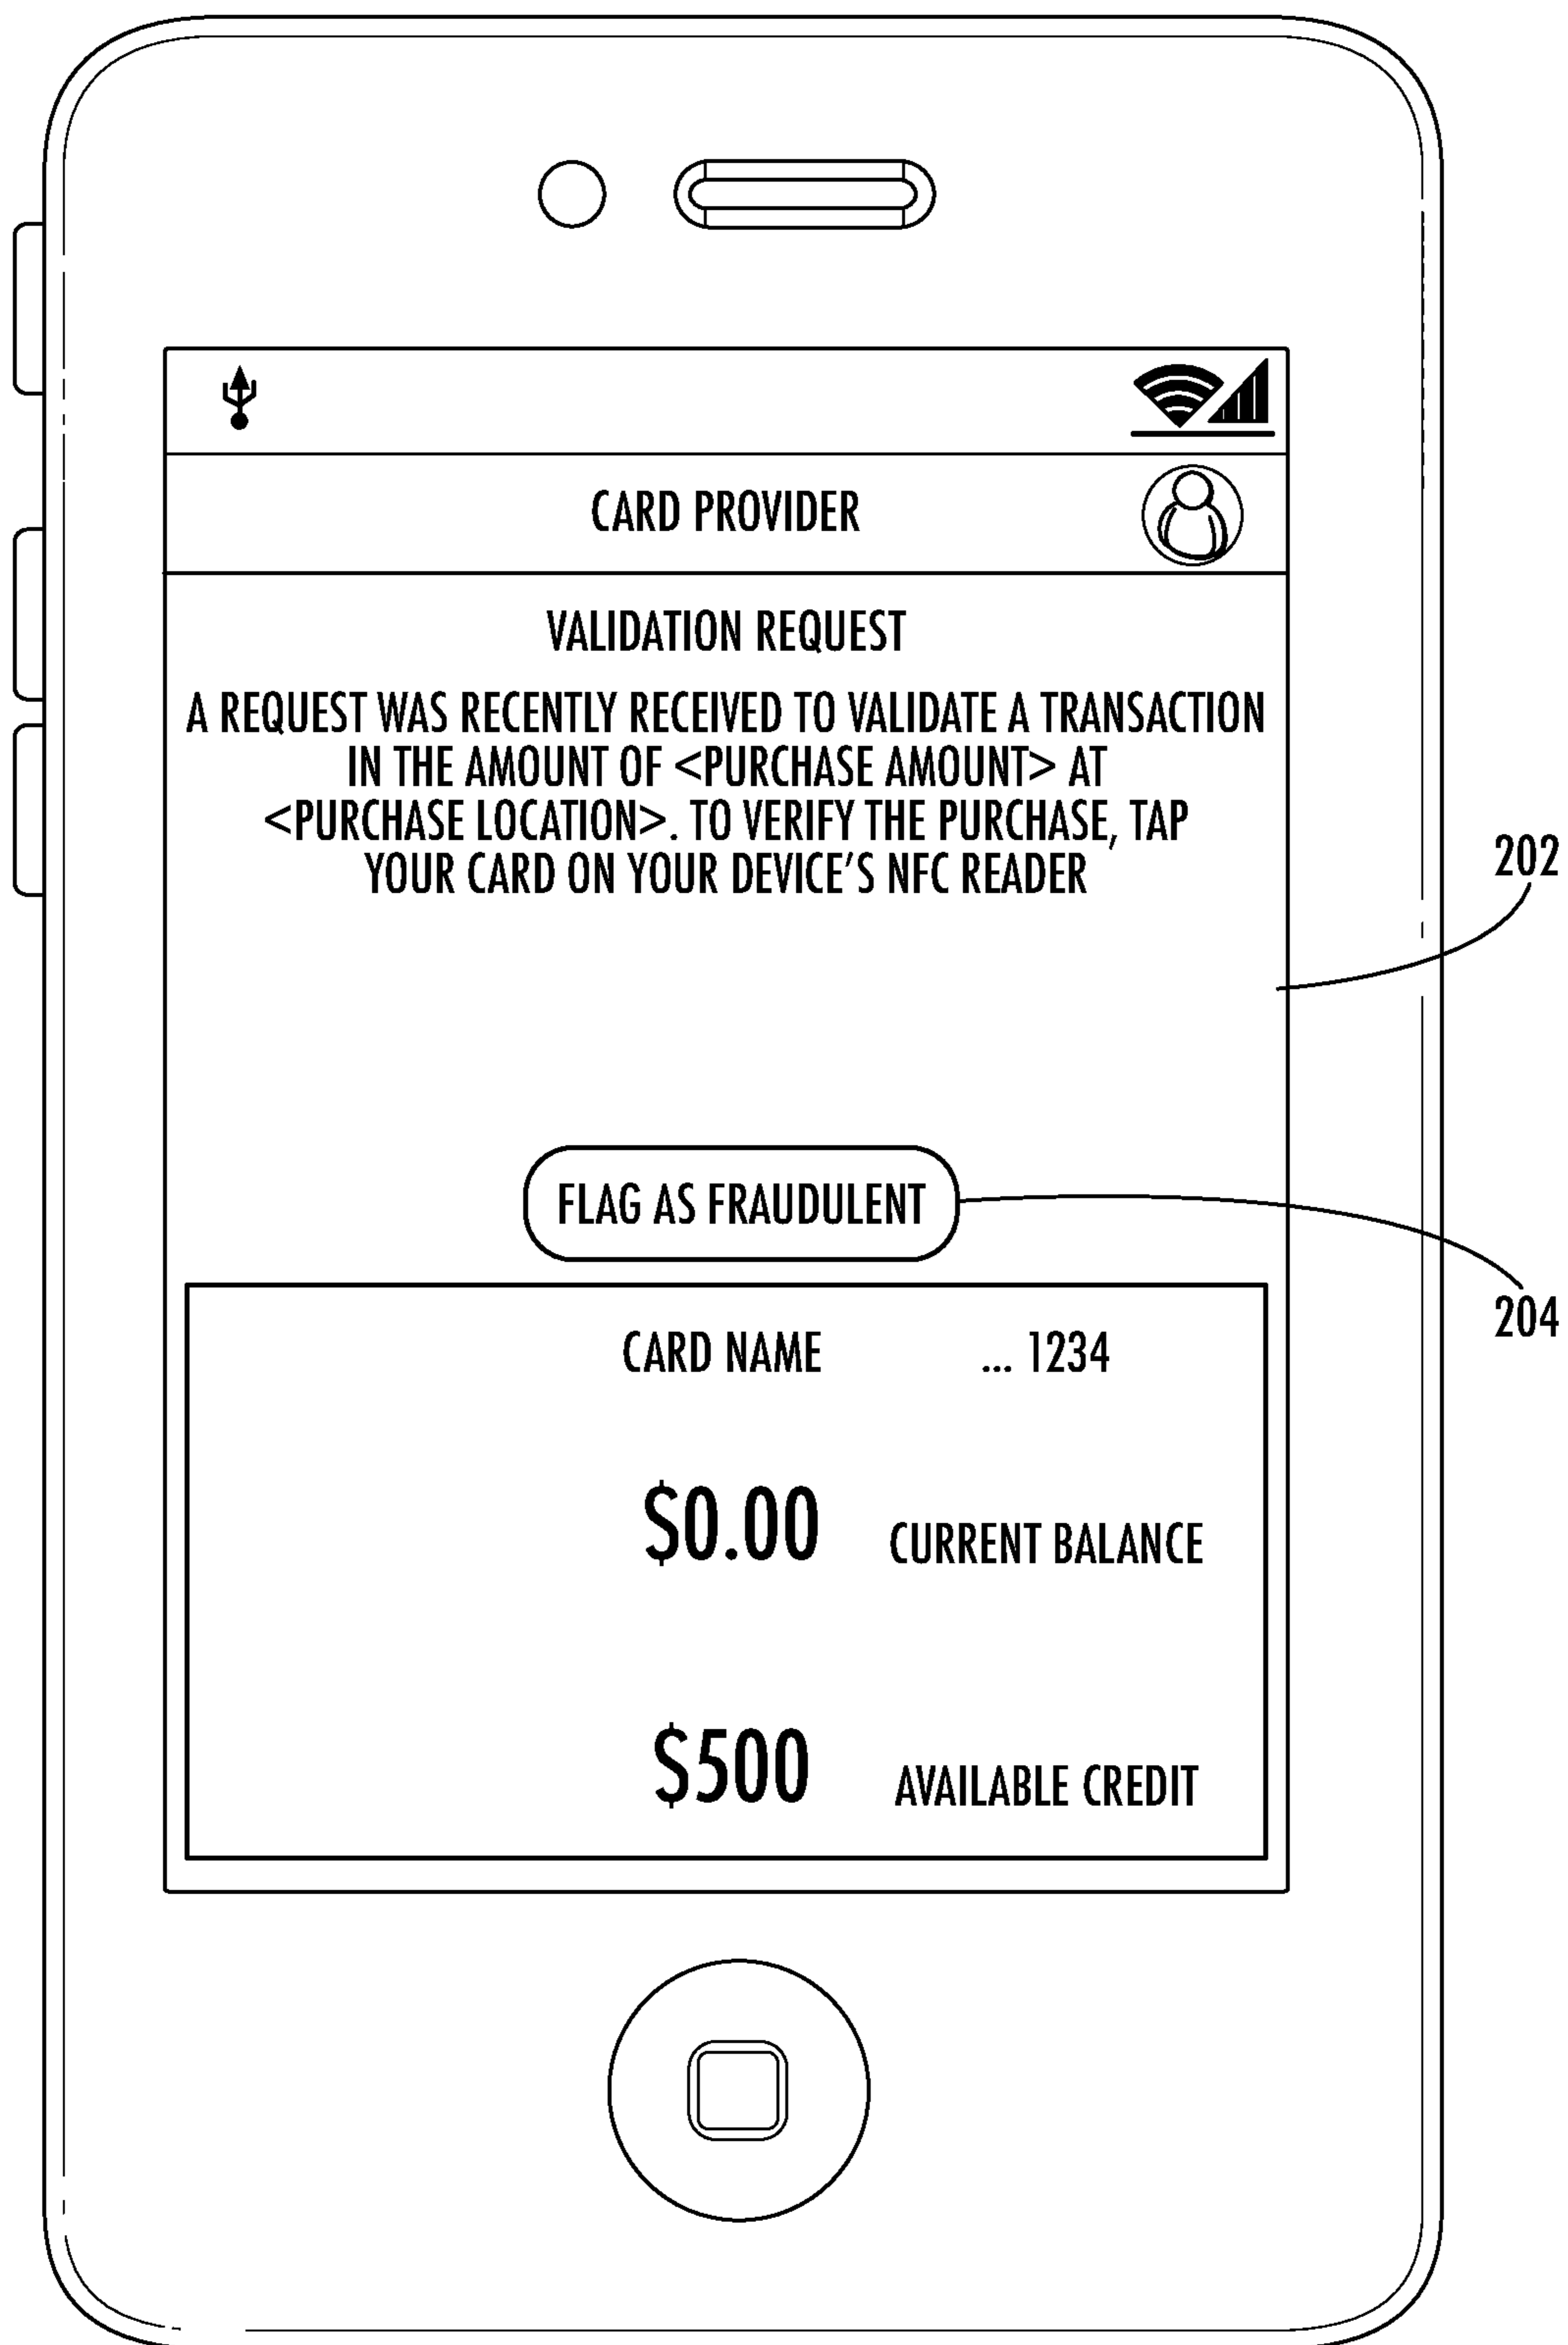 CARD PROVIDER
VALIDATION REQUEST
A REQUEST WAS RECENTLY RECEIVED TO VALIDATE A TRANSACTION
IN THE AMOUNT OF <PURCHASE AMOUNT> AT
<PURCHASE LOCATION>. TO VERIFY THE PURCHASE, TAP
YOUR CARD ON YOUR DEVICE'S NFC READER
202
FLAG AS FRAUDULENT
204
CARD NAME ... 1234
$0.00 CURRENT BALANCE
$500 AVAILABLE CREDIT